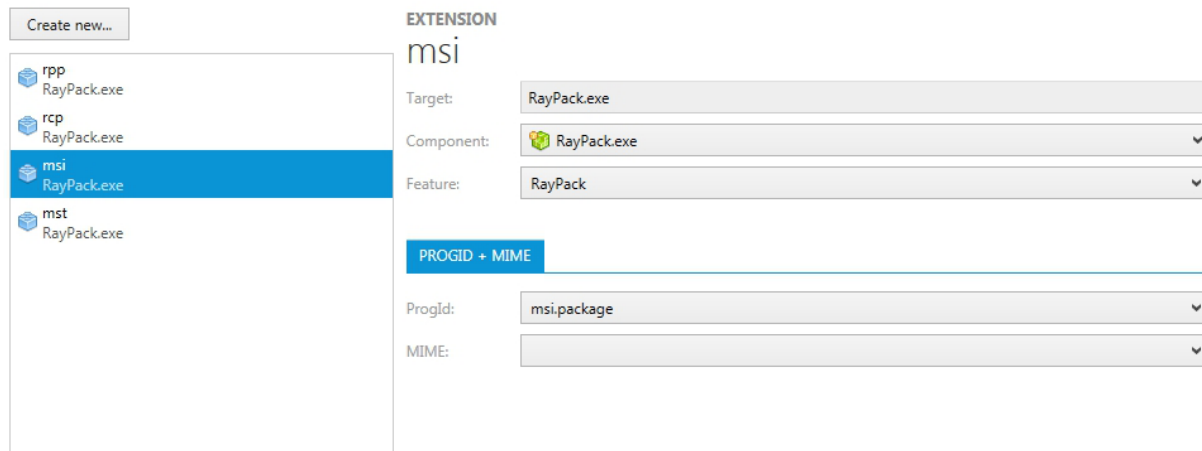 Create new...
rpp
RayPack.exe
rcp
RayPack.exe
msi
RayPack.exe
mst
RayPack.exe
EXTENSION
msi
Target: RayPack.exe
Component: RayPack.exe
Feature: RayPack
PROGID + MIME
ProgId: msi.package
MIME: